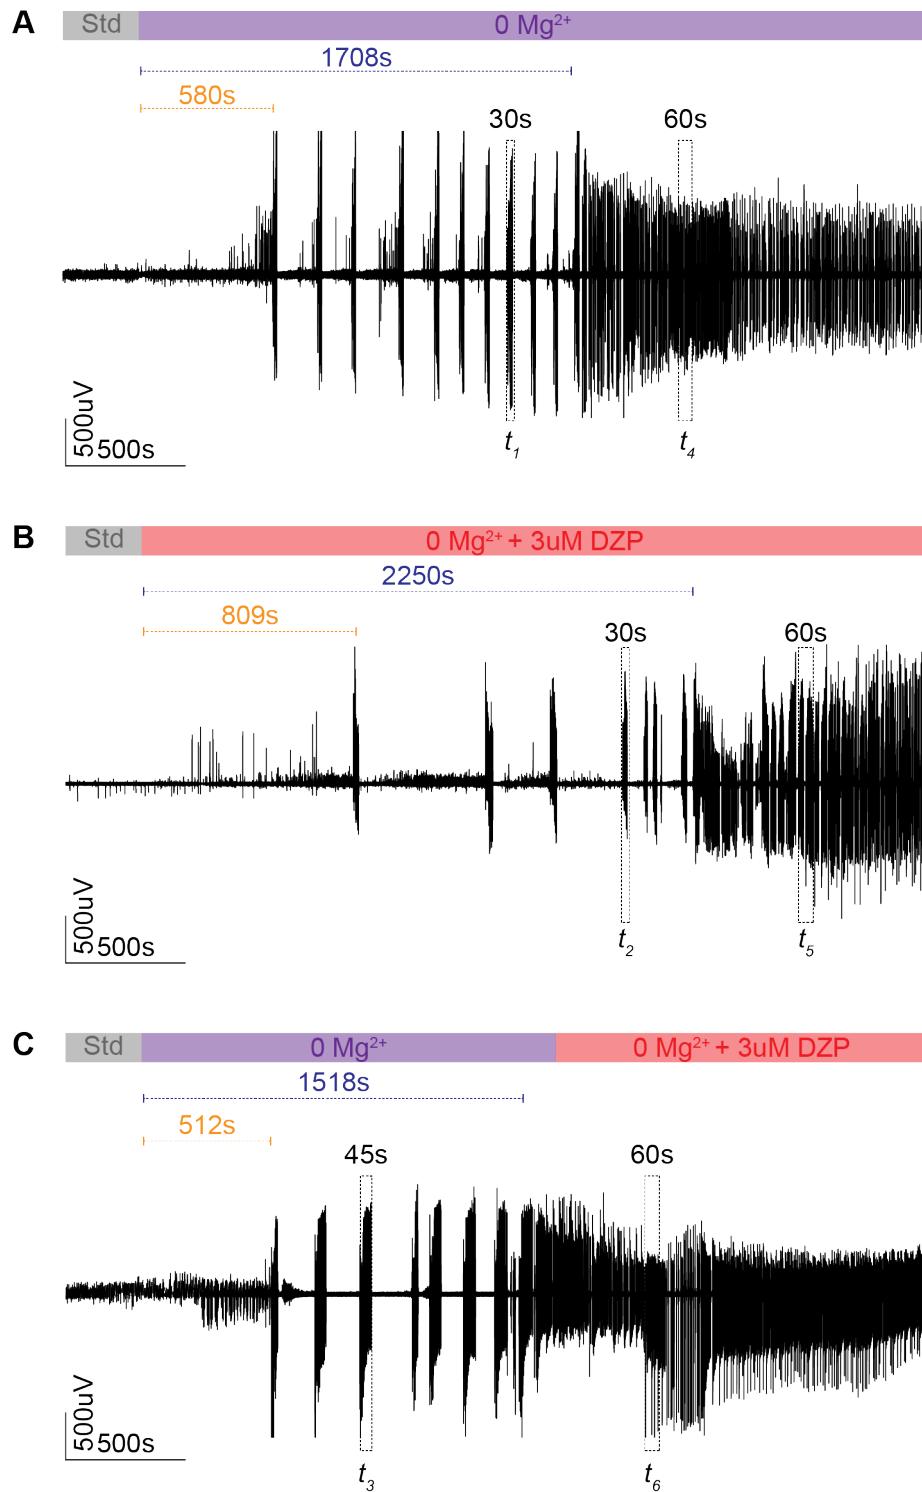 A
Std
0 Mg²⁺
1708s
580s
30s
60s
500uV
500s
t₁
t₄
B
Std
0 Mg²⁺ + 3uM DZP
2250s
809s
30s
60s
500uV
500s
t₂
t₅
C
Std
0 Mg²⁺
0 Mg²⁺ + 3uM DZP
1518s
512s
45s
60s
500uV
500s
t₃
t₆